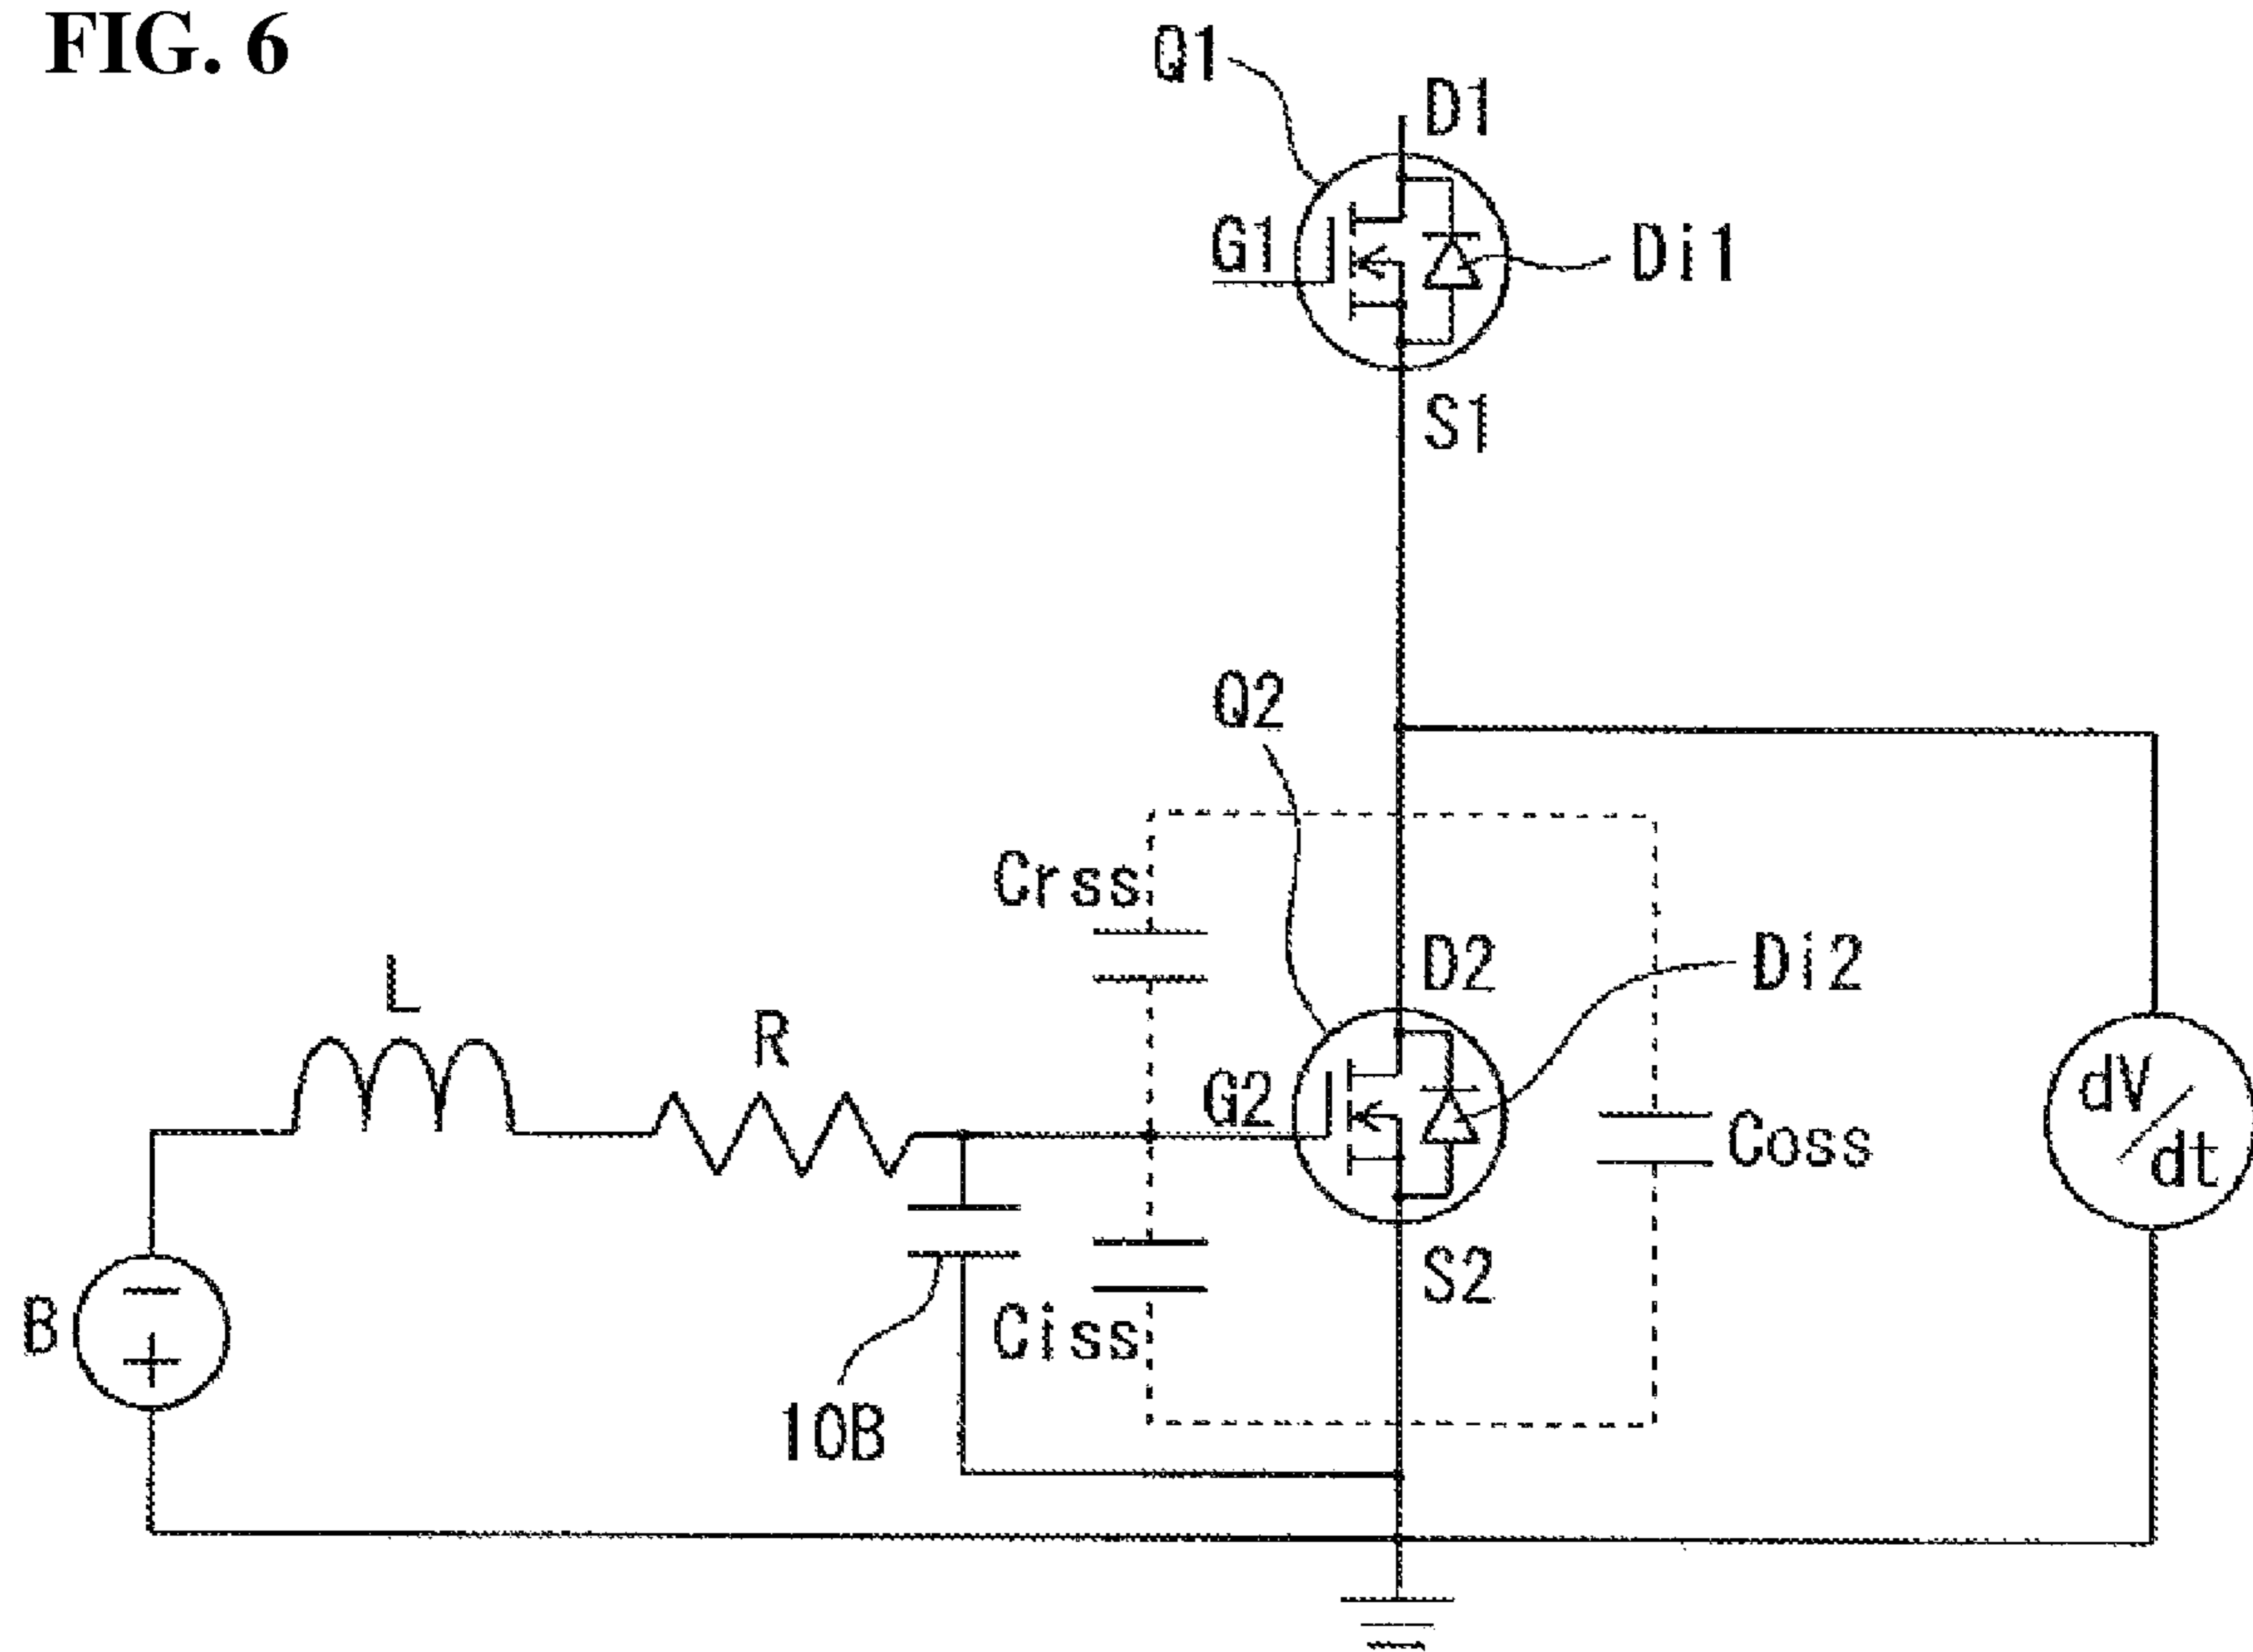 FIG. 6
Q1
D1
G1
Di1
S1
Q2
Crss
D2
Di2
L
R
G2
dV/dt
Coss
S2
B
Ciss
10B